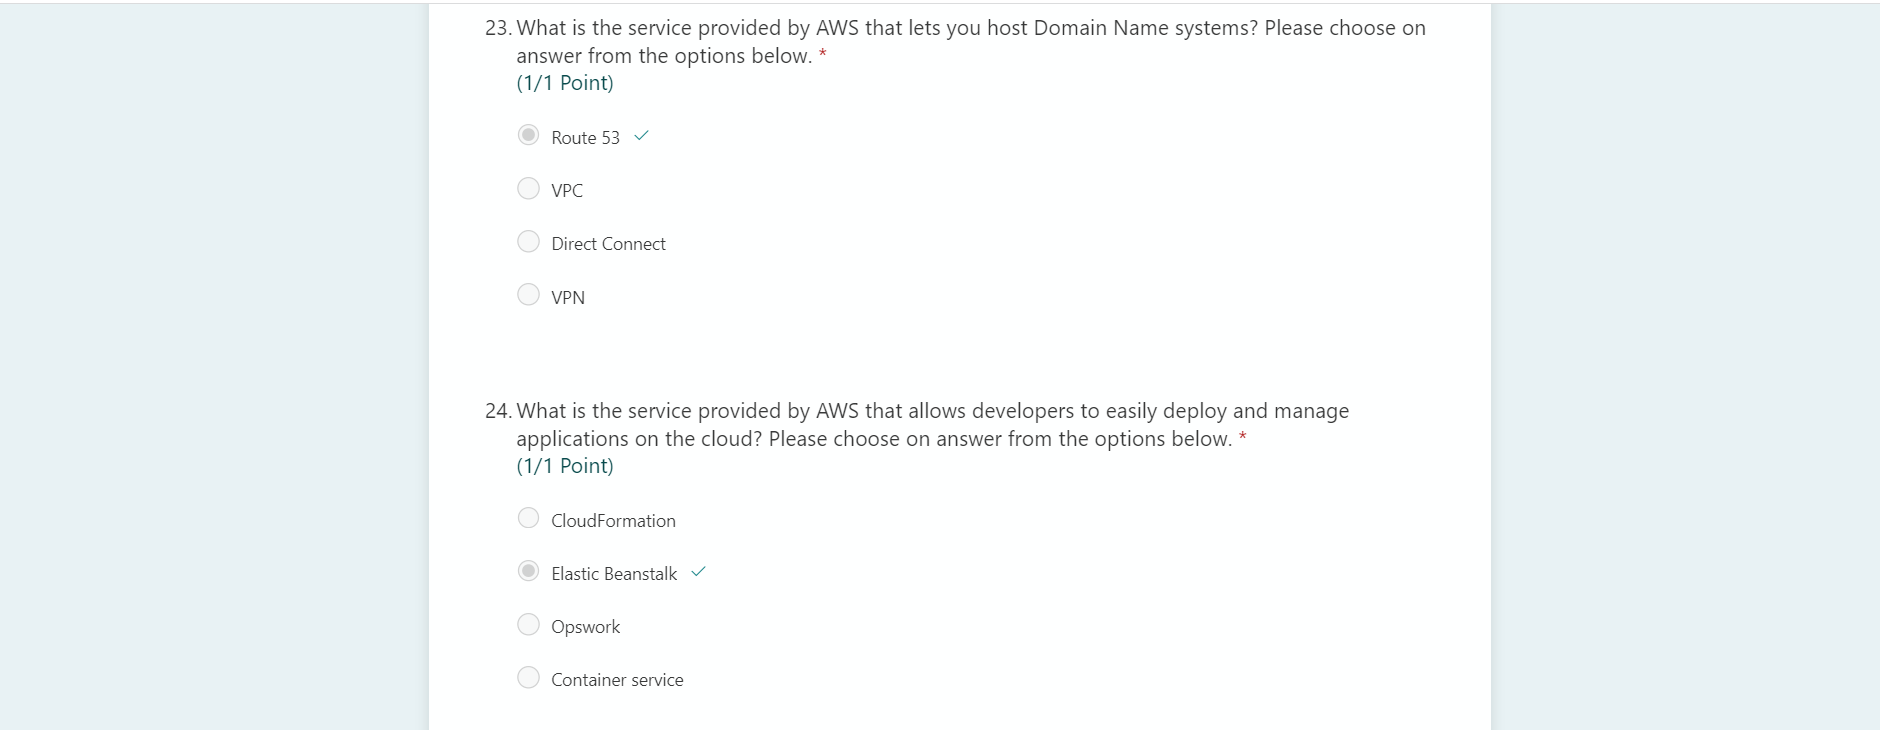 23. What is the service provided by AWS that lets you host Domain Name systems? Please choose on
answer from the options below. *
(1/1 Point)
Route 53
VPC
Direct Connect
VPN
24. What is the service provided by AWS that allows developers to easily deploy and manage
applications on the cloud? Please choose on answer from the options below. *
(1/1 Point)
CloudFormation
Elastic Beanstalk
Opswork
Container service